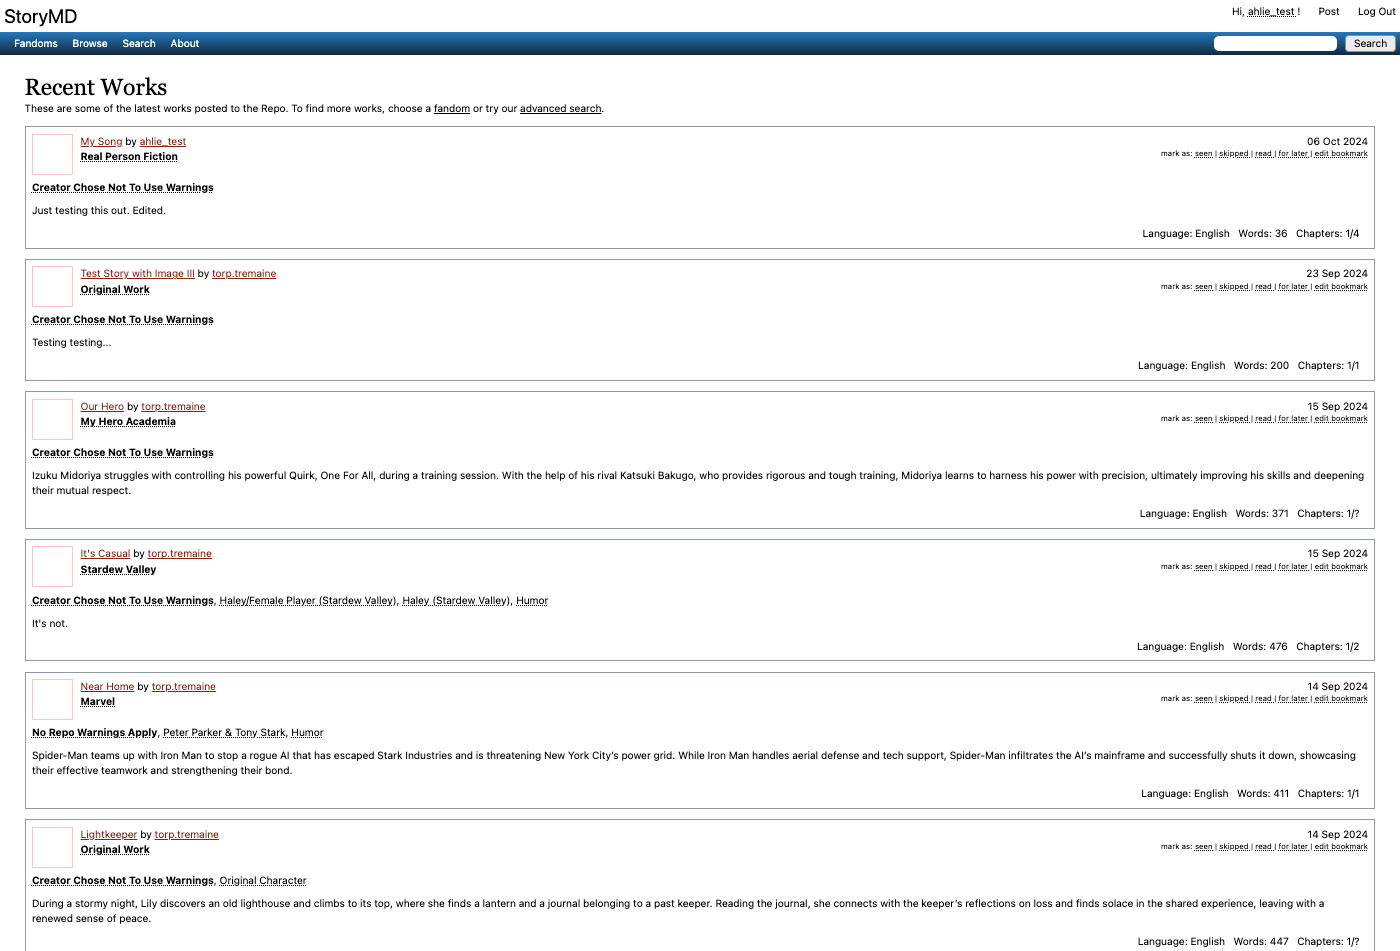 StoryMD
Hi, ahlie_test ! Post Log Out
Fandoms Browse Search About
Search
Recent Works
These are some of the latest works posted to the Repo. To find more works, choose a fandom or try our advanced search.
My Song by ahlie_test
06 Oct 2024
Real Person Fiction
mark as: seen | skipped | read | for later | edit bookmark
Creator Chose Not To Use Warnings
Just testing this out. Edited.
Language: English Words: 36 Chapters: 1/4
Test Story with Image III by torp.tremaine
23 Sep 2024
Original Work
mark as: seen | skipped | read | for later | edit bookmark
Creator Chose Not To Use Warnings
Testing testing...
Language: English Words: 200 Chapters: 1/1
Our Hero by torp.tremaine
15 Sep 2024
My Hero Academia
mark as: seen | skipped | read | for later | edit bookmark
Creator Chose Not To Use Warnings
Izuku Midoriya struggles with controlling his powerful Quirk, One For All, during a training session. With the help of his rival Katsuki Bakugo, who provides rigorous and tough training, Midoriya learns to harness his power with precision, ultimately improving his skills and deepening
their mutual respect.
Language: English Words: 371 Chapters: 1/?
It's Casual by torp.tremaine
15 Sep 2024
Stardew Valley
mark as: seen | skipped | read | for later | edit bookmark
Creator Chose Not To Use Warnings, Haley/Female Player (Stardew Valley), Haley (Stardew Valley), Humor
It's not.
Language: English Words: 476 Chapters: 1/2
Near Home by torp.tremaine
14 Sep 2024
Marvel
mark as: seen | skipped | read | for later | edit bookmark
No Repo Warnings Apply, Peter Parker & Tony Stark, Humor
Spider-Man teams up with Iron Man to stop a rogue AI that has escaped Stark Industries and is threatening New York City's power grid. While Iron Man handles aerial defense and tech support, Spider-Man infiltrates the AI's mainframe and successfully shuts it down, showcasing
their effective teamwork and strengthening their bond.
Language: English Words: 411 Chapters: 1/1
Lightkeeper by torp.tremaine
14 Sep 2024
Original Work
mark as: seen | skipped | read | for later | edit bookmark
Creator Chose Not To Use Warnings, Original Character
During a stormy night, Lily discovers an old lighthouse and climbs to its top, where she finds a lantern and a journal belonging to a past keeper. Reading the journal, she connects with the keeper's reflections on loss and finds solace in the shared experience, leaving with a
renewed sense of peace.
Language: English Words: 447 Chapters: 1/?